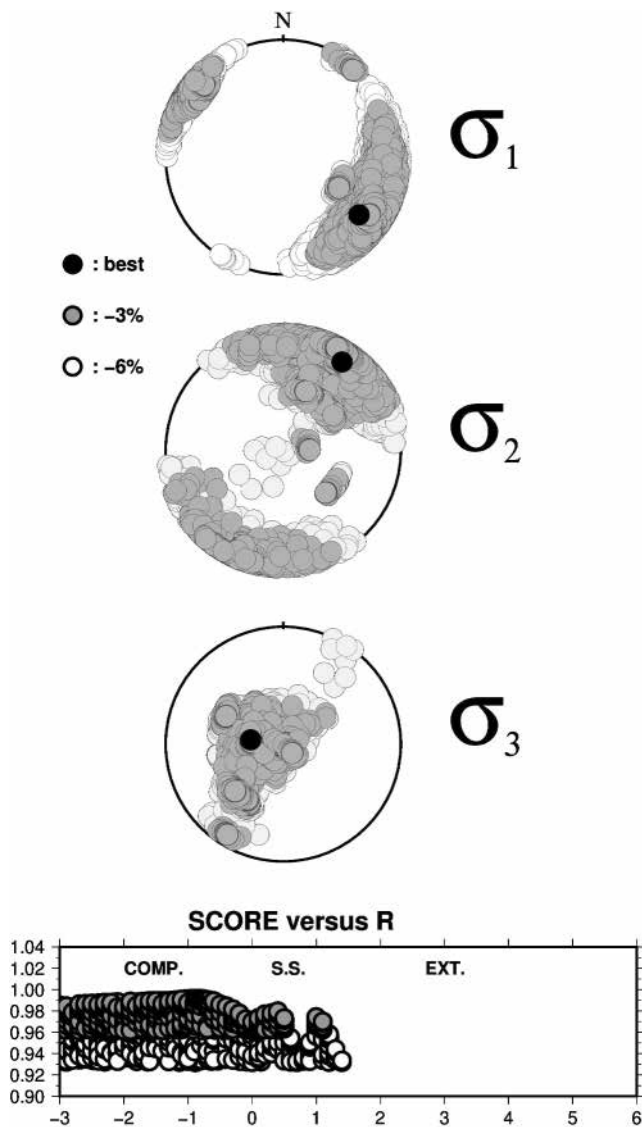 N
σ1
: best
: −3%
: −6%
σ2
σ3
SCORE versus R
1.04
1.02
1.00
0.98
0.96
0.94
0.92
0.90
COMP. S.S. EXT.
−3 −2 −1 0 1 2 3 4 5 6